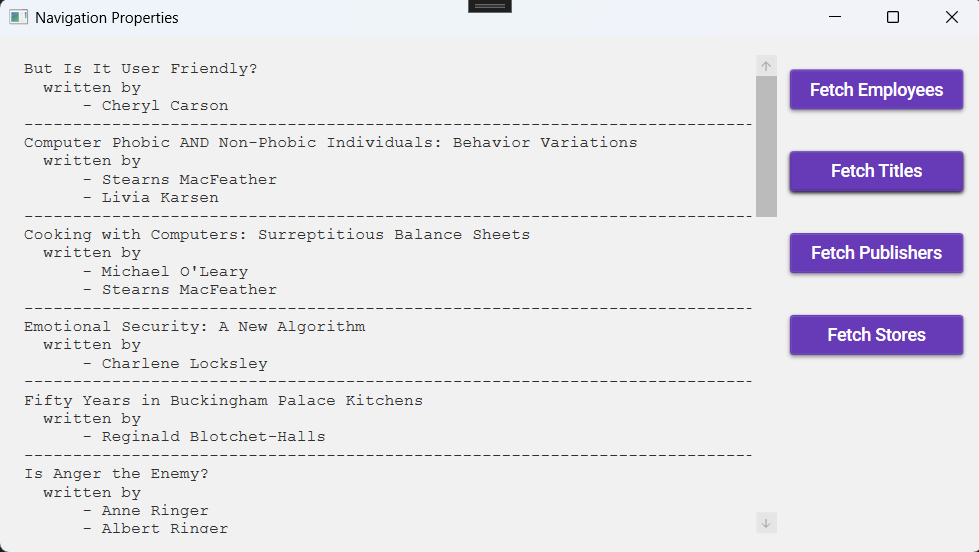 Navigation Properties
But Is It User Friendly?
written by
- Cheryl Carson
--------------------------------------------------------------------------
Computer Phobic AND Non-Phobic Individuals: Behavior Variations
written by
- Stearns MacFeather
- Livia Karsen
--------------------------------------------------------------------------
Cooking with Computers: Surreptitious Balance Sheets
written by
- Michael O'Leary
- Stearns MacFeather
--------------------------------------------------------------------------
Emotional Security: A New Algorithm
written by
- Charlene Locksley
--------------------------------------------------------------------------
Fifty Years in Buckingham Palace Kitchens
written by
- Reginald Blotchet-Halls
--------------------------------------------------------------------------
Is Anger the Enemy?
written by
- Anne Ringer
- Albert Ringer
Fetch Employees
Fetch Titles
Fetch Publishers
Fetch Stores